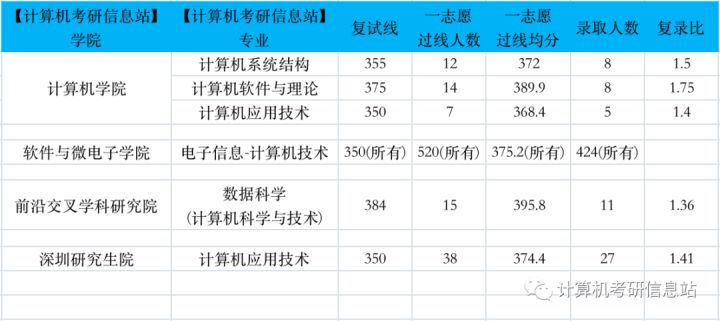 【计算机考研信息站】 【计算机考研信息站】 复试线 一志愿 一志愿 录取人数 复录比
学院 专业 过线人数 过线均分
计算机学院 计算机系统结构 355 12 372 8 1.5
计算机软件与理论 375 14 389.9 8 1.75
计算机应用技术 350 7 368.4 5 1.4
软件与微电子学院 电子信息-计算机技术 350(所有) 520(所有) 375.2(所有) 424(所有)
前沿交叉学科研究院 数据科学 384 15 395.8 11 1.36
(计算机科学与技术)
深圳研究生院 计算机应用技术 350 38 374.4 27 1.41
计算机考研信息站